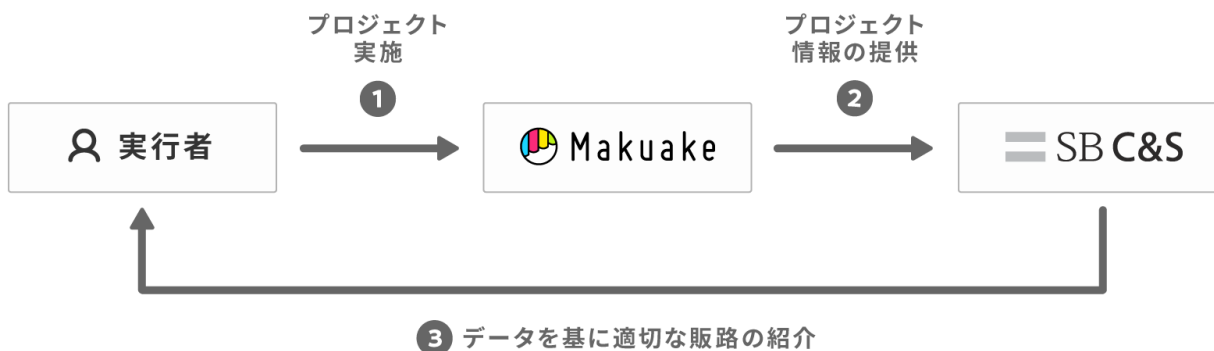 プロジェクト
実施
1
プロジェクト
情報の提供
2
実行者
Makuake
SB C&S
3 データを基に適切な販路の紹介